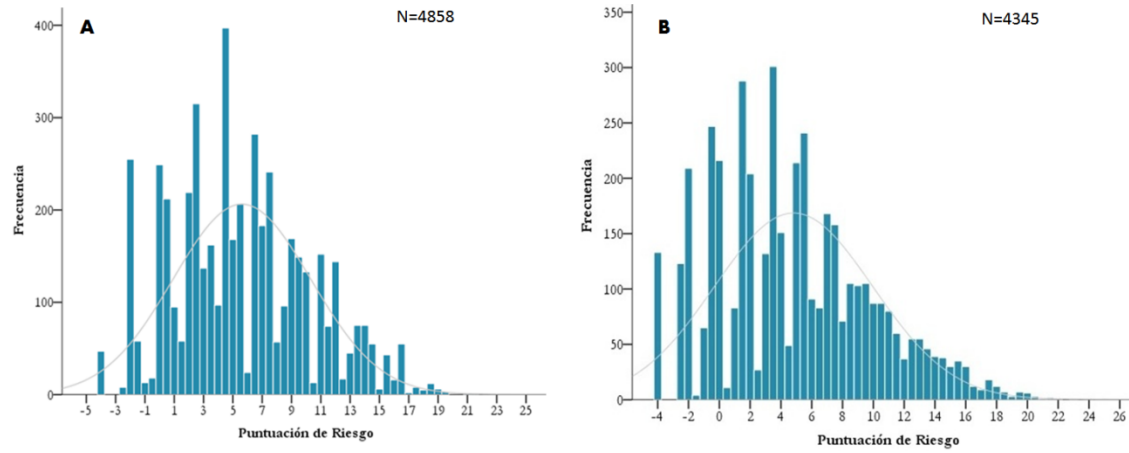 A
N=4858
400
300
200
100
0
Frecuencia
-5 -3 -1 1 3 5 7 9 11 13 15 17 19 21 23 25
Puntuación de Riesgo
B
N=4345
350
300
250
200
150
100
50
0
Frecuencia
-4 -2 0 2 4 6 8 10 12 14 16 18 20 22 24 26
Puntuación de Riesgo